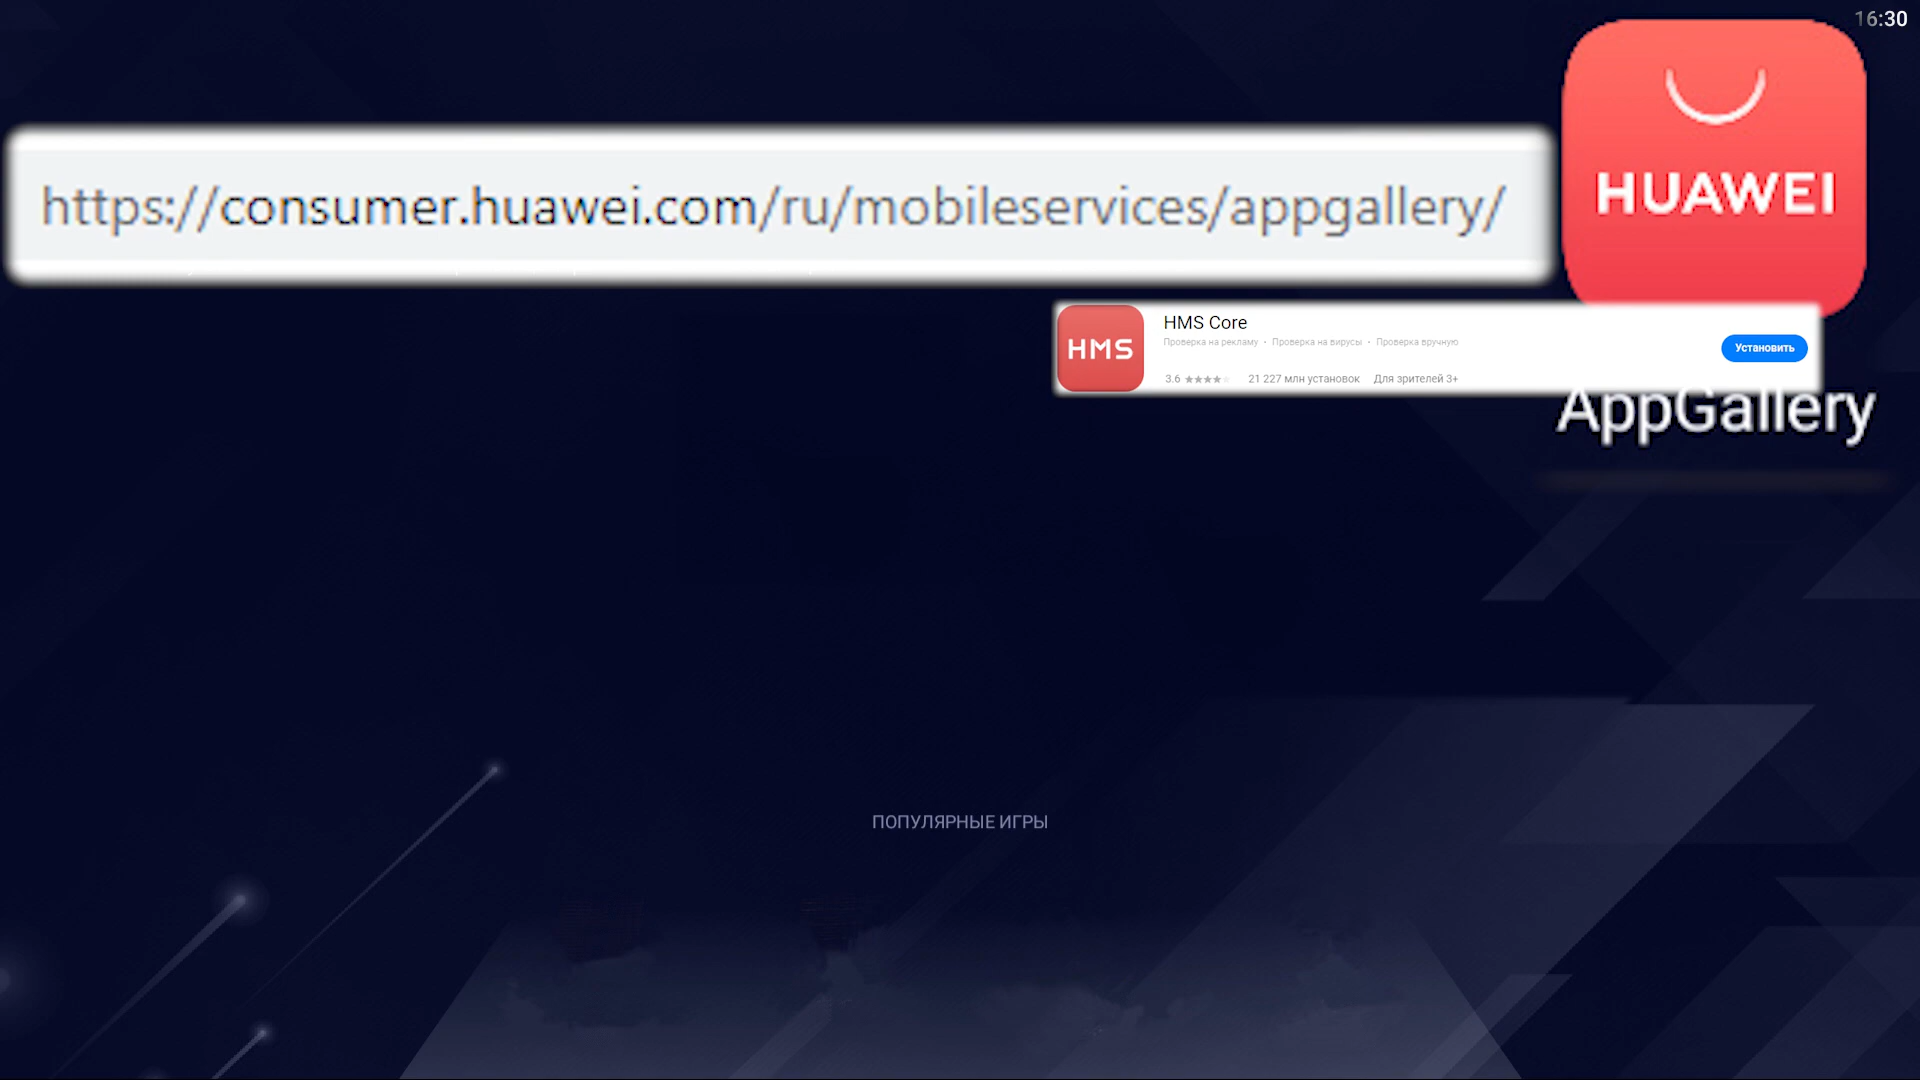 16:30
https://consumer.huawei.com/ru/mobileservices/appgallery/
HUAWEI
HMS
HMS Core
Проверка на рекламу • Проверка на вирусы • Проверка вручную
3.6 ★★★★★ 21 227 млн установок Для зрителей 3+
Установить
AppGallery
ПОПУЛЯРНЫЕ ИГРЫ